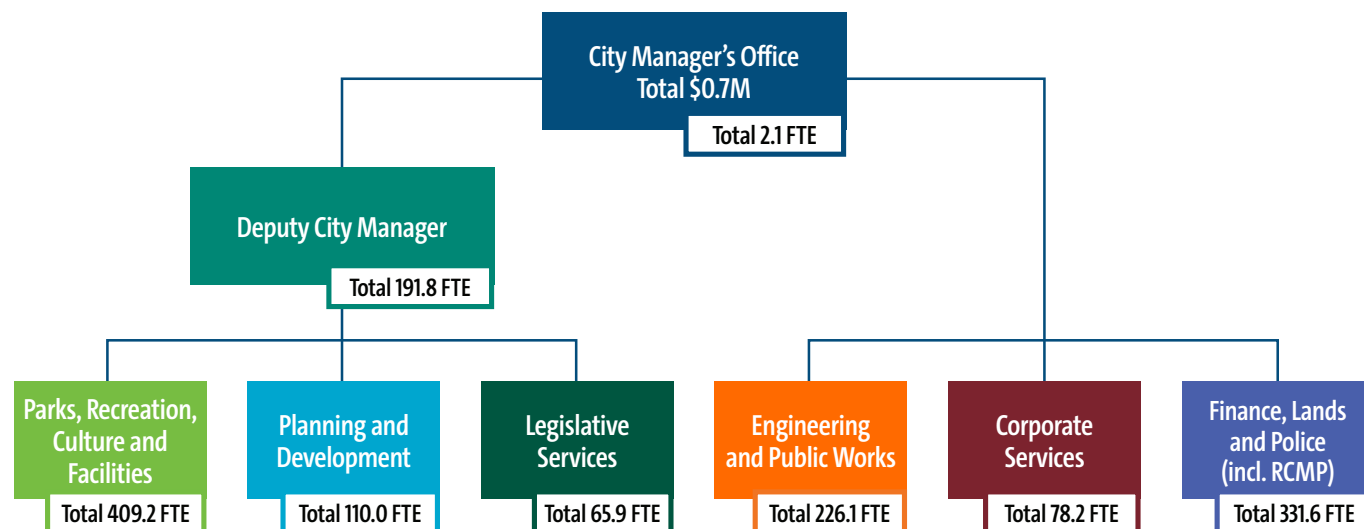 City Manager’s Office
Total $0.7M
Total 2.1 FTE
Deputy City Manager
Total 191.8 FTE
Parks, Recreation,
Culture and
Facilities
Total 409.2 FTE
Planning and
Development
Total 110.0 FTE
Legislative
Services
Total 65.9 FTE
Engineering
and Public Works
Total 226.1 FTE
Corporate
Services
Total 78.2 FTE
Finance, Lands
and Police
(incl. RCMP)
Total 331.6 FTE